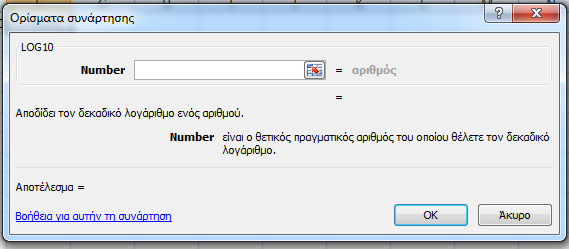 Ορίσματα συνάρτησης
LOG10
Number = αριθμός
=
Αποδίδει τον δεκαδικό λογάριθμο ενός αριθμού.
Number είναι ο θετικός πραγματικός αριθμός του οποίου θέλετε τον δεκαδικό
λογάριθμο.
Αποτέλεσμα =
Βοήθεια για αυτήν τη συνάρτηση
OK Άκυρο